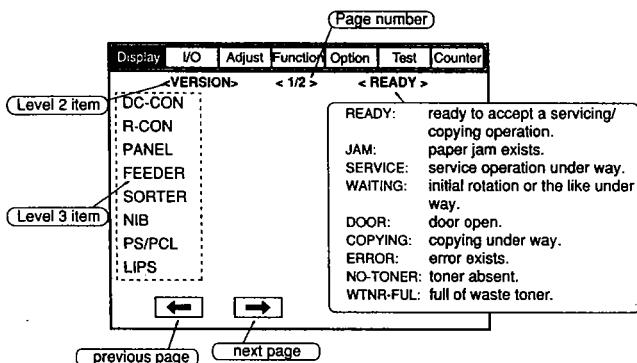 Page number
Display I/O Adjust Function Option Test Counter
<VERSION> < 1/2 > < READY >
Level 2 item
DC-CON
R-CON
PANEL
FEEDER
SORTER
NIB
PS/PCL
LIPS
Level 3 item
READY: ready to accept a servicing/
copying operation.
JAM: paper jam exists.
SERVICE: service operation under way.
WAITING: initial rotation or the like under
way.
DOOR: door open.
COPYING: copying under way.
ERROR: error exists.
NO-TONER: toner absent.
WTNR-FUL: full of waste toner.
previous page
next page